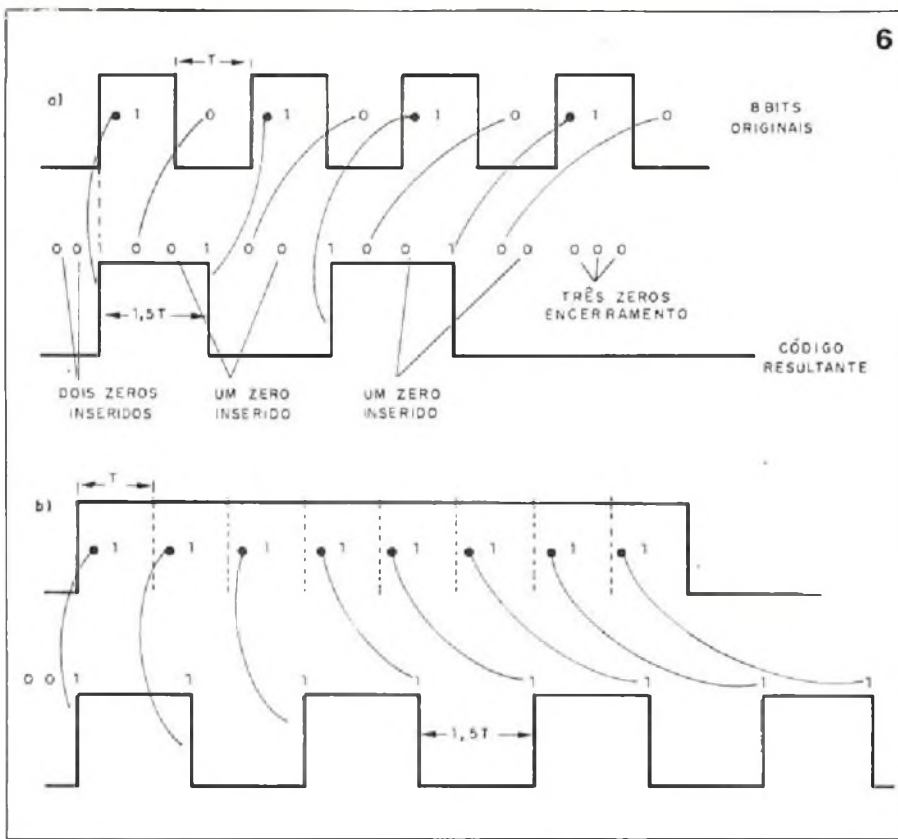 6
T
a) 1 0 1 0 1 0 1 0 8 BITS
ORIGINAIS
0 0 1 0 0 1 0 0 1 0 0 1 0 0 0 0 0
1,5T
TRÊS ZEROS
ENCERRAMENTO
CÓDIGO
RESULTANTE
DOIS ZEROS
INSERIDOS
UM ZERO
INSERIDO
UM ZERO
INSERIDO
T
b) 1 1 1 1 1 1 1 1
0 0 1 1 1 1 1 1 1 1
1,5T